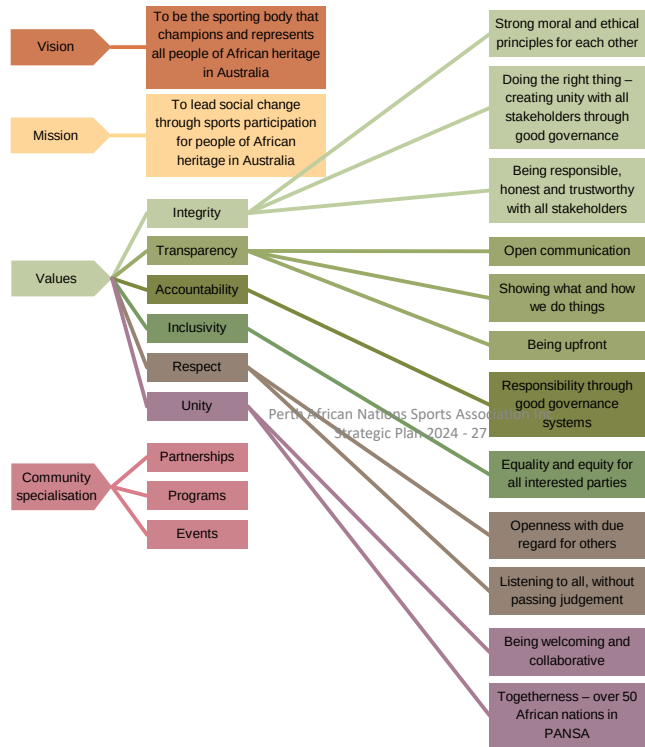 Vision
To be the sporting body that
champions and represents
all people of African heritage
in Australia
Mission
To lead social change
through sports participation
for people of African
heritage in Australia
Values
Integrity
Strong moral and ethical
principles for each other
Doing the right thing –
creating unity with all
stakeholders through
good governance
Being responsible,
honest and trustworthy
with all stakeholders
Transparency
Open communication
Showing what and how
we do things
Being upfront
Accountability
Responsibility through
good governance
systems
Inclusivity
Equality and equity for
all interested parties
Respect
Openness with due
regard for others
Listening to all, without
passing judgement
Unity
Being welcoming and
collaborative
Togetherness – over 50
African nations in
PANSA
Perth African Nations Sports Association Inc.
Strategic Plan 2024 - 27
Community
specialisation
Partnerships
Programs
Events